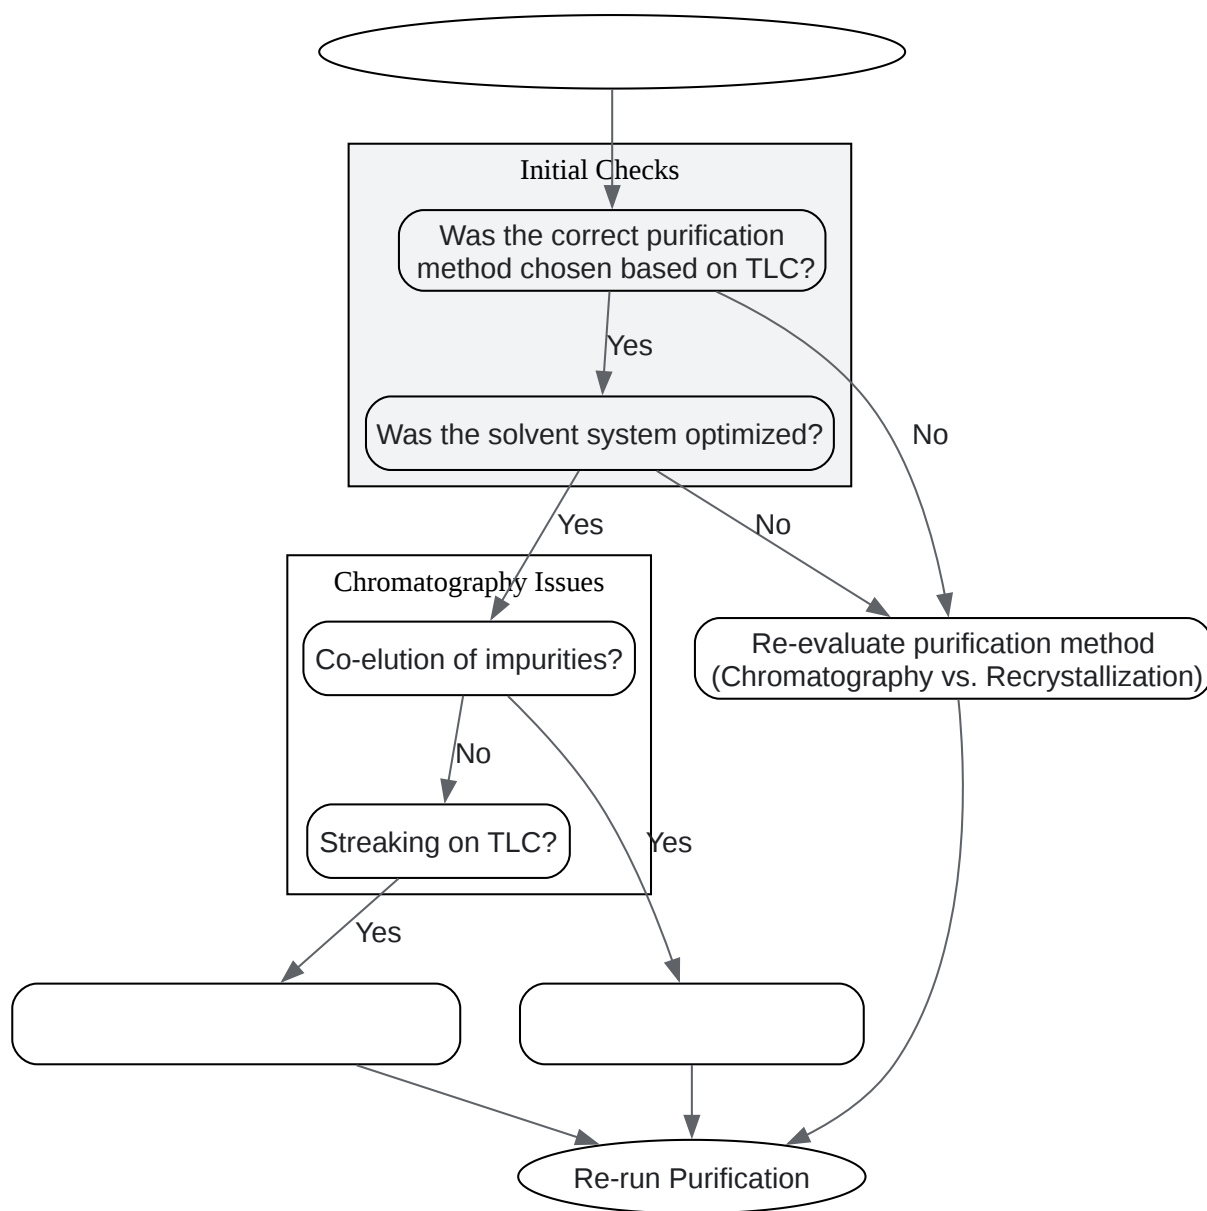 Initial Checks
Was the correct purification
method chosen based on TLC?
Yes
No
Was the solvent system optimized?
Yes
No
Chromatography Issues
Co-elution of impurities?
Re-evaluate purification method
(Chromatography vs. Recrystallization)
No
Streaking on TLC?
Yes
Yes
Re-run Purification